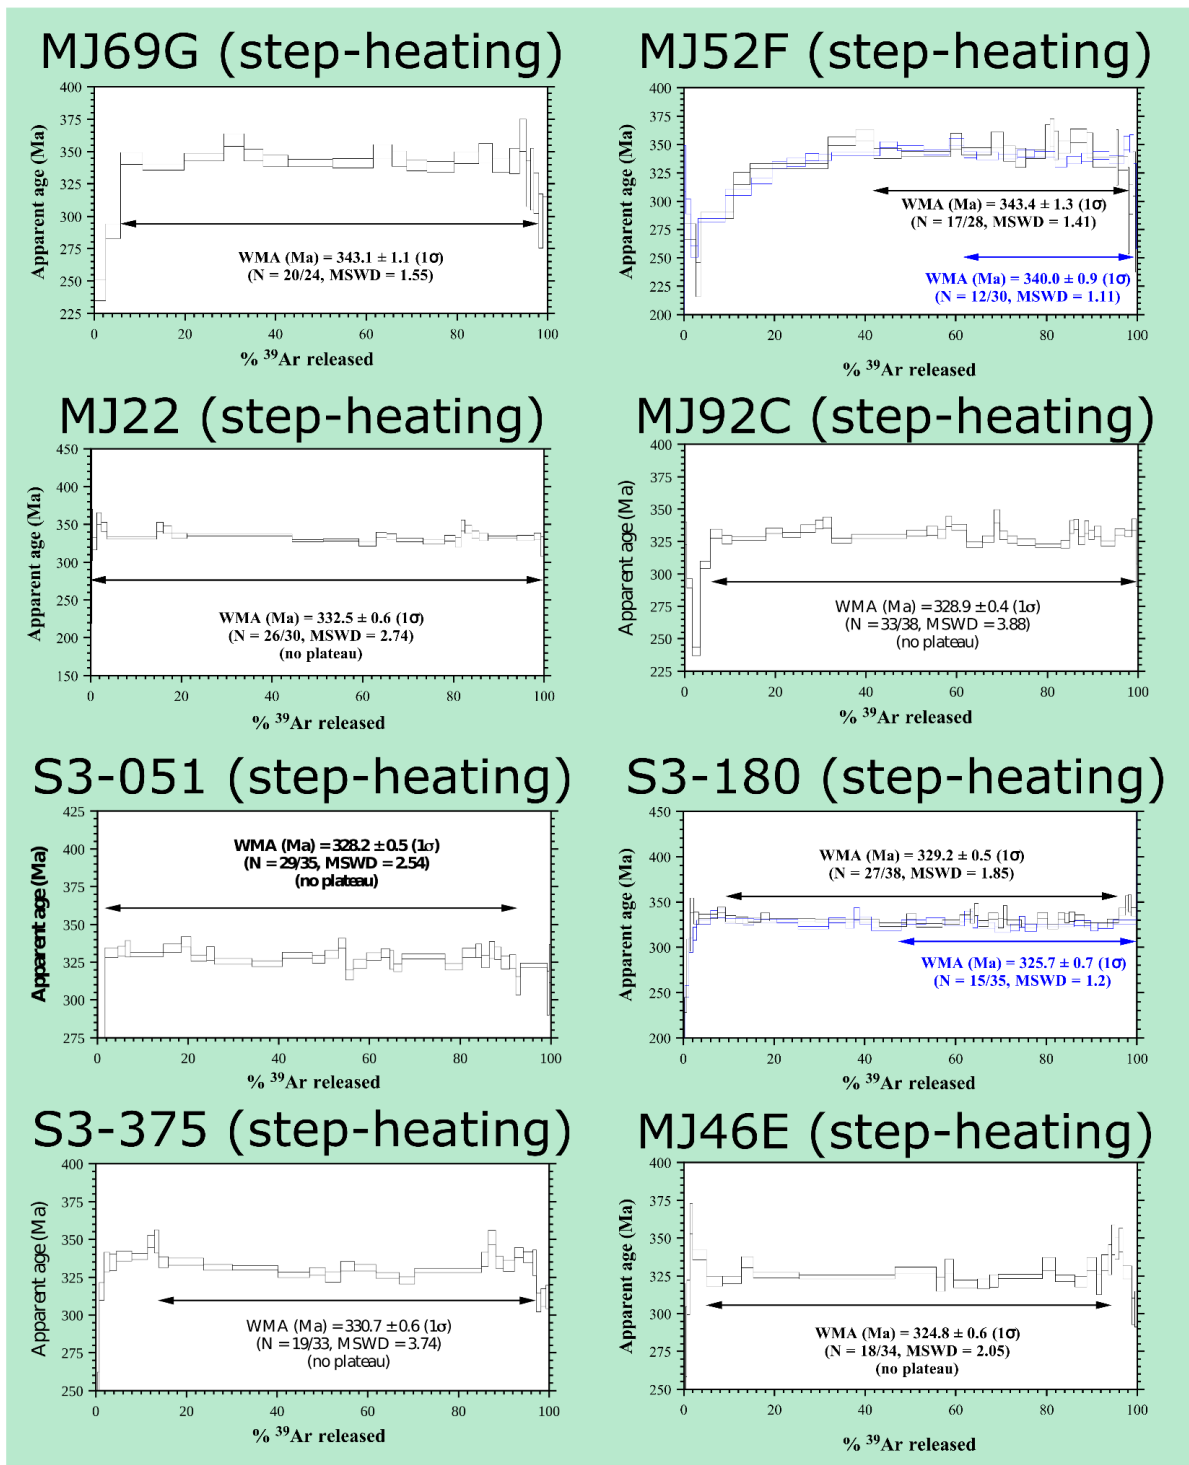 MJ69G (step-heating)
400
375
350
325
300
275
250
225
Apparent age (Ma)
WMA (Ma) = 343.1 ± 1.1 (1σ)
(N = 20/24, MSWD = 1.55)
0 20 40 60 80 100
% ³⁹Ar released
MJ52F (step-heating)
400
375
350
325
300
275
250
225
200
Apparent age (Ma)
WMA (Ma) = 343.4 ± 1.3 (1σ)
(N = 17/28, MSWD = 1.41)
WMA (Ma) = 340.0 ± 0.9 (1σ)
(N = 12/30, MSWD = 1.11)
0 20 40 60 80 100
% ³⁹Ar released
MJ22 (step-heating)
450
400
350
300
250
200
150
Apparent age (Ma)
WMA (Ma) = 332.5 ± 0.6 (1σ)
(N = 26/30, MSWD = 2.74)
(no plateau)
0 20 40 60 80 100
% ³⁹Ar released
MJ92C (step-heating)
400
375
350
325
300
275
250
225
Apparent age (Ma)
WMA (Ma) = 328.9 ± 0.4 (1σ)
(N = 33/38, MSWD = 3.88)
(no plateau)
0 20 40 60 80 100
% ³⁹Ar released
S3-051 (step-heating)
425
400
375
350
325
300
275
Apparent age (Ma)
WMA (Ma) = 328.2 ± 0.5 (1σ)
(N = 29/35, MSWD = 2.54)
(no plateau)
0 20 40 60 80 100
% ³⁹Ar released
S3-180 (step-heating)
450
400
350
300
250
200
Apparent age (Ma)
WMA (Ma) = 329.2 ± 0.5 (1σ)
(N = 27/38, MSWD = 1.85)
WMA (Ma) = 325.7 ± 0.7 (1σ)
(N = 15/35, MSWD = 1.2)
0 20 40 60 80 100
% ³⁹Ar released
S3-375 (step-heating)
400
375
350
325
300
275
250
Apparent age (Ma)
WMA (Ma) = 330.7 ± 0.6 (1σ)
(N = 19/33, MSWD = 3.74)
(no plateau)
0 20 40 60 80 100
% ³⁹Ar released
MJ46E (step-heating)
400
350
300
250
Apparent age (Ma)
WMA (Ma) = 324.8 ± 0.6 (1σ)
(N = 18/34, MSWD = 2.05)
(no plateau)
0 20 40 60 80 100
% ³⁹Ar released